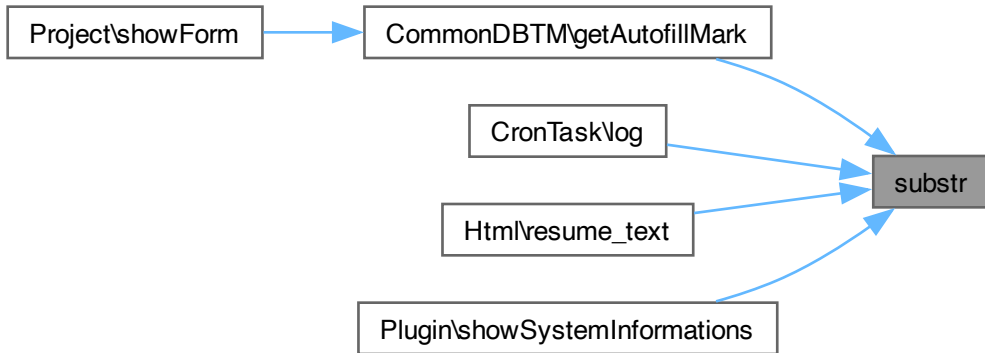 Project\showForm
CommonDBTM\getAutofillMark
CronTask\log
substr
Html\resume_text
Plugin\showSystemInformations